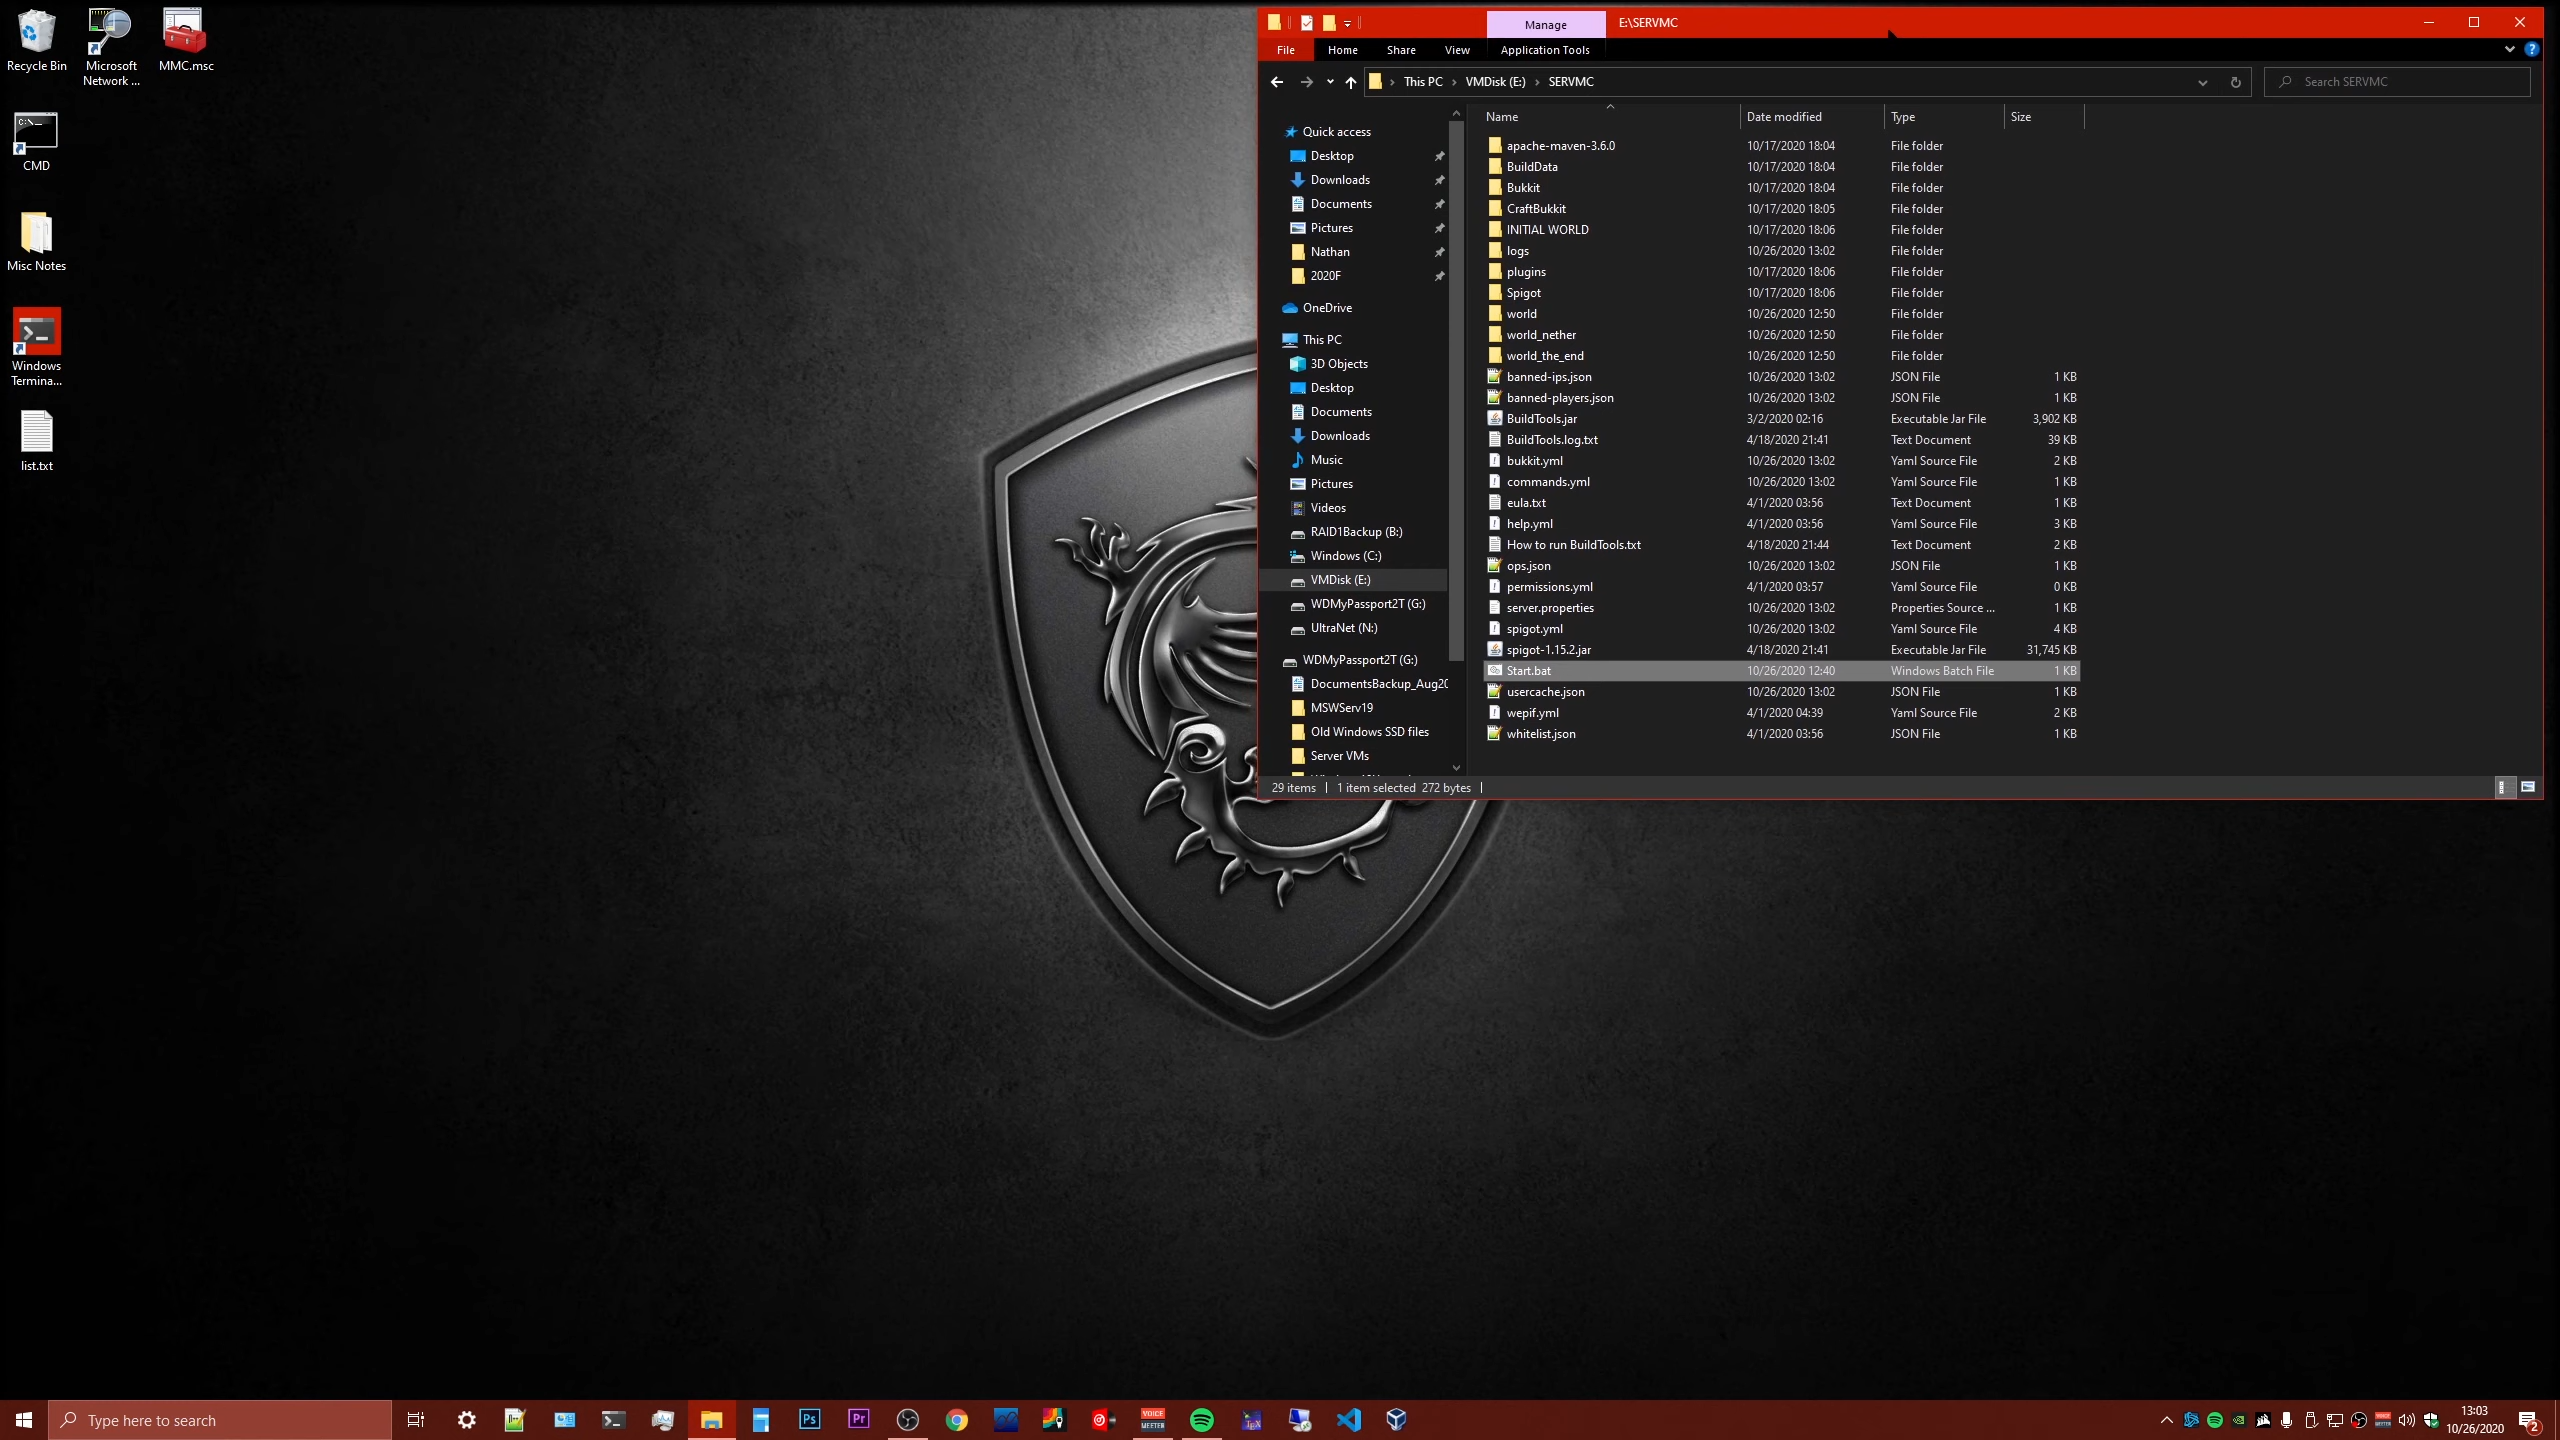 Recycle Bin
Microsoft
Network ...
MMC.msc
CMD
Misc Notes
Windows
Termina...
list.txt
Manage
E:\SERVMC
File
Home
Share
View
Application Tools
This PC
VMDisk (E:)
SERVMC
Search SERVMC
Quick access
Desktop
Downloads
Documents
Pictures
Nathan
2020F
OneDrive
This PC
3D Objects
Desktop
Documents
Downloads
Music
Pictures
Videos
RAID1Backup (B:)
Windows (C:)
VMDisk (E:)
WDMyPassport2T (G:)
UltraNet (N:)
WDMyPassport2T (G:)
DocumentsBackup_Aug20
MSWServ19
Old Windows SSD files
Server VMs
Name Date modified Type Size
apache-maven-3.6.0 10/17/2020 18:04 File folder
BuildData 10/17/2020 18:04 File folder
Bukkit 10/17/2020 18:04 File folder
CraftBukkit 10/17/2020 18:05 File folder
INITIAL WORLD 10/17/2020 18:06 File folder
logs 10/26/2020 13:02 File folder
plugins 10/17/2020 18:06 File folder
Spigot 10/17/2020 18:06 File folder
world 10/26/2020 12:50 File folder
world_nether 10/26/2020 12:50 File folder
world_the_end 10/26/2020 12:50 File folder
banned-ips.json 10/26/2020 13:02 JSON File 1 KB
banned-players.json 10/26/2020 13:02 JSON File 1 KB
BuildTools.jar 3/2/2020 02:16 Executable Jar File 3,902 KB
BuildTools.log.txt 4/18/2020 21:41 Text Document 39 KB
bukkit.yml 10/26/2020 13:02 Yaml Source File 2 KB
commands.yml 10/26/2020 13:02 Yaml Source File 1 KB
eula.txt 4/1/2020 03:56 Text Document 1 KB
help.yml 4/1/2020 03:56 Yaml Source File 3 KB
How to run BuildTools.txt 4/18/2020 21:44 Text Document 2 KB
ops.json 10/26/2020 13:02 JSON File 1 KB
permissions.yml 4/1/2020 03:57 Yaml Source File 0 KB
server.properties 10/26/2020 13:02 Properties Source ... 1 KB
spigot.yml 10/26/2020 13:02 Yaml Source File 4 KB
spigot-1.15.2.jar 4/18/2020 21:41 Executable Jar File 31,745 KB
Start.bat 10/26/2020 12:40 Windows Batch File 1 KB
usercache.json 10/26/2020 13:02 JSON File 1 KB
wepif.yml 4/1/2020 04:39 Yaml Source File 2 KB
whitelist.json 4/1/2020 03:56 JSON File 1 KB
29 items 1 item selected 272 bytes
Type here to search
Ps
Pr
VOICE
MEETER
TEX
13:03
10/26/2020
2